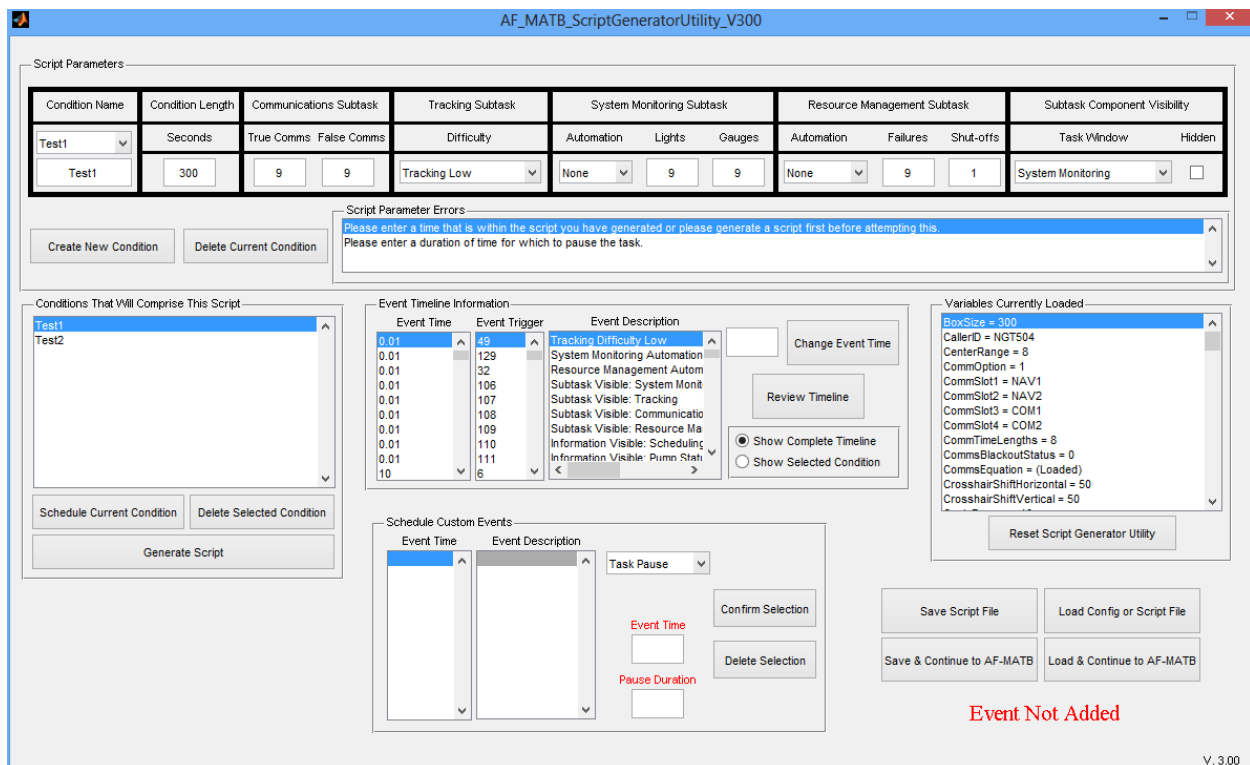 AF_MATB_ScriptGeneratorUtility_V300
Script Parameters
Condition Name Condition Length Communications Subtask Tracking Subtask System Monitoring Subtask Resource Management Subtask Subtask Component Visibility
Test1 Seconds True Comms False Comms Difficulty Automation Lights Gauges Automation Failures Shut-offs Task Window Hidden
Test1 300 9 9 Tracking Low None 9 9 None 9 1 System Monitoring
Script Parameter Errors
Please enter a time that is within the script you have generated or please generate a script first before attempting this.
Please enter a duration of time for which to pause the task.
Create New Condition Delete Current Condition
Conditions That Will Comprise This Script
Test1
Test2
Schedule Current Condition Delete Selected Condition
Generate Script
Event Timeline Information
Event Time Event Trigger Event Description
0.01 49 Tracking Difficulty Low
0.01 129 System Monitoring Automation
0.01 32 Resource Management Autom
0.01 106 Subtask Visible: System Monit
0.01 107 Subtask Visible: Tracking
0.01 108 Subtask Visible: Communicatio
0.01 109 Subtask Visible: Resource Ma
0.01 110 Information Visible: Scheduling
0.01 111 Information Visible: Pump Stat
10 6
Change Event Time
Review Timeline
Show Complete Timeline
Show Selected Condition
Variables Currently Loaded
BoxSize = 300
CallerID = NGT504
CenterRange = 8
CommOption = 1
CommSlot1 = NAV1
CommSlot2 = NAV2
CommSlot3 = COM1
CommSlot4 = COM2
CommTimeLengths = 8
CommsBlackoutStatus = 0
CommsEquation = (Loaded)
CrosshairShiftHorizontal = 50
CrosshairShiftVertical = 50
Reset Script Generator Utility
Schedule Custom Events
Event Time Event Description
Task Pause
Confirm Selection
Event Time
Delete Selection
Pause Duration
Save Script File Load Config or Script File
Save & Continue to AF-MATB Load & Continue to AF-MATB
Event Not Added
V. 3.00